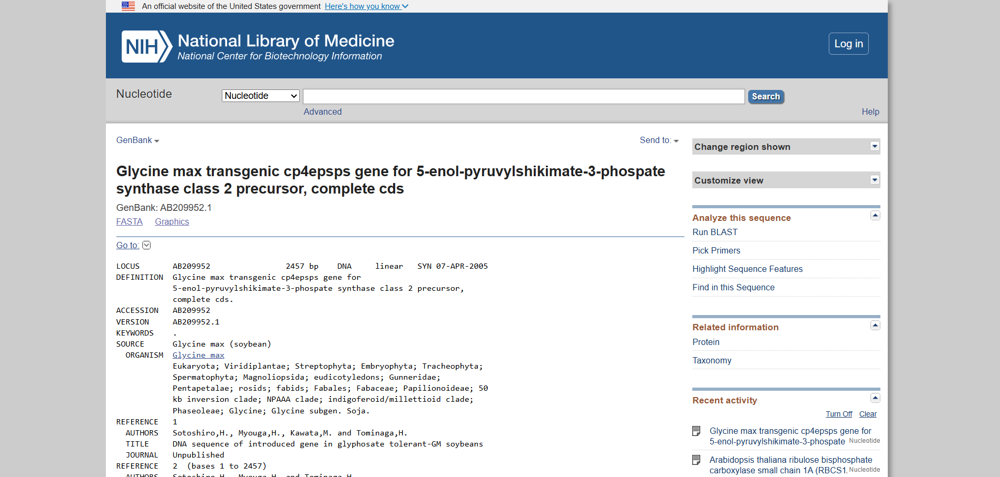 An official website of the United States government Here's how you know
NIH National Library of Medicine
National Center for Biotechnology Information
Log in
Nucleotide
Nucleotide
Search
Advanced
Help
GenBank
Send to:
Glycine max transgenic cp4epsps gene for 5-enol-pyruvylshikimate-3-phospate
synthase class 2 precursor, complete cds
GenBank: AB209952.1
FASTA Graphics
Go to:
LOCUS AB209952 2457 bp DNA linear SYN 07-APR-2005
DEFINITION Glycine max transgenic cp4epsps gene for
5-enol-pyruvylshikimate-3-phospate synthase class 2 precursor,
complete cds.
ACCESSION AB209952
VERSION AB209952.1
KEYWORDS .
SOURCE Glycine max (soybean)
ORGANISM Glycine max
Eukaryota; Viridiplantae; Streptophyta; Embryophyta; Tracheophyta;
Spermatophyta; Magnoliopsida; eudicotyledons; Gunneridae;
Pentapetalae; rosids; fabids; Fabales; Fabaceae; Papilionoideae; 50
kb inversion clade; NPAAA clade; indigoferoid/millettioid clade;
Phaseoleae; Glycine; Glycine subgen. Soja.
REFERENCE 1
AUTHORS Sotoshiro,H., Myouga,H., Kawata,M. and Tominaga,H.
TITLE DNA sequence of introduced gene in glyphosate tolerant-GM soybeans
JOURNAL Unpublished
REFERENCE 2 (bases 1 to 2457)
AUTHORS Sotoshiro,H., Myouga,H. and Tominaga,H.
Change region shown
Customize view
Analyze this sequence
Run BLAST
Pick Primers
Highlight Sequence Features
Find in this Sequence
Related information
Protein
Taxonomy
Recent activity
Turn Off Clear
Glycine max transgenic cp4epsps gene for
5-enol-pyruvylshikimate-3-phospate Nucleotide
Arabidopsis thaliana ribulose bisphosphate
carboxylase small chain 1A (RBCS1. Nucleotide